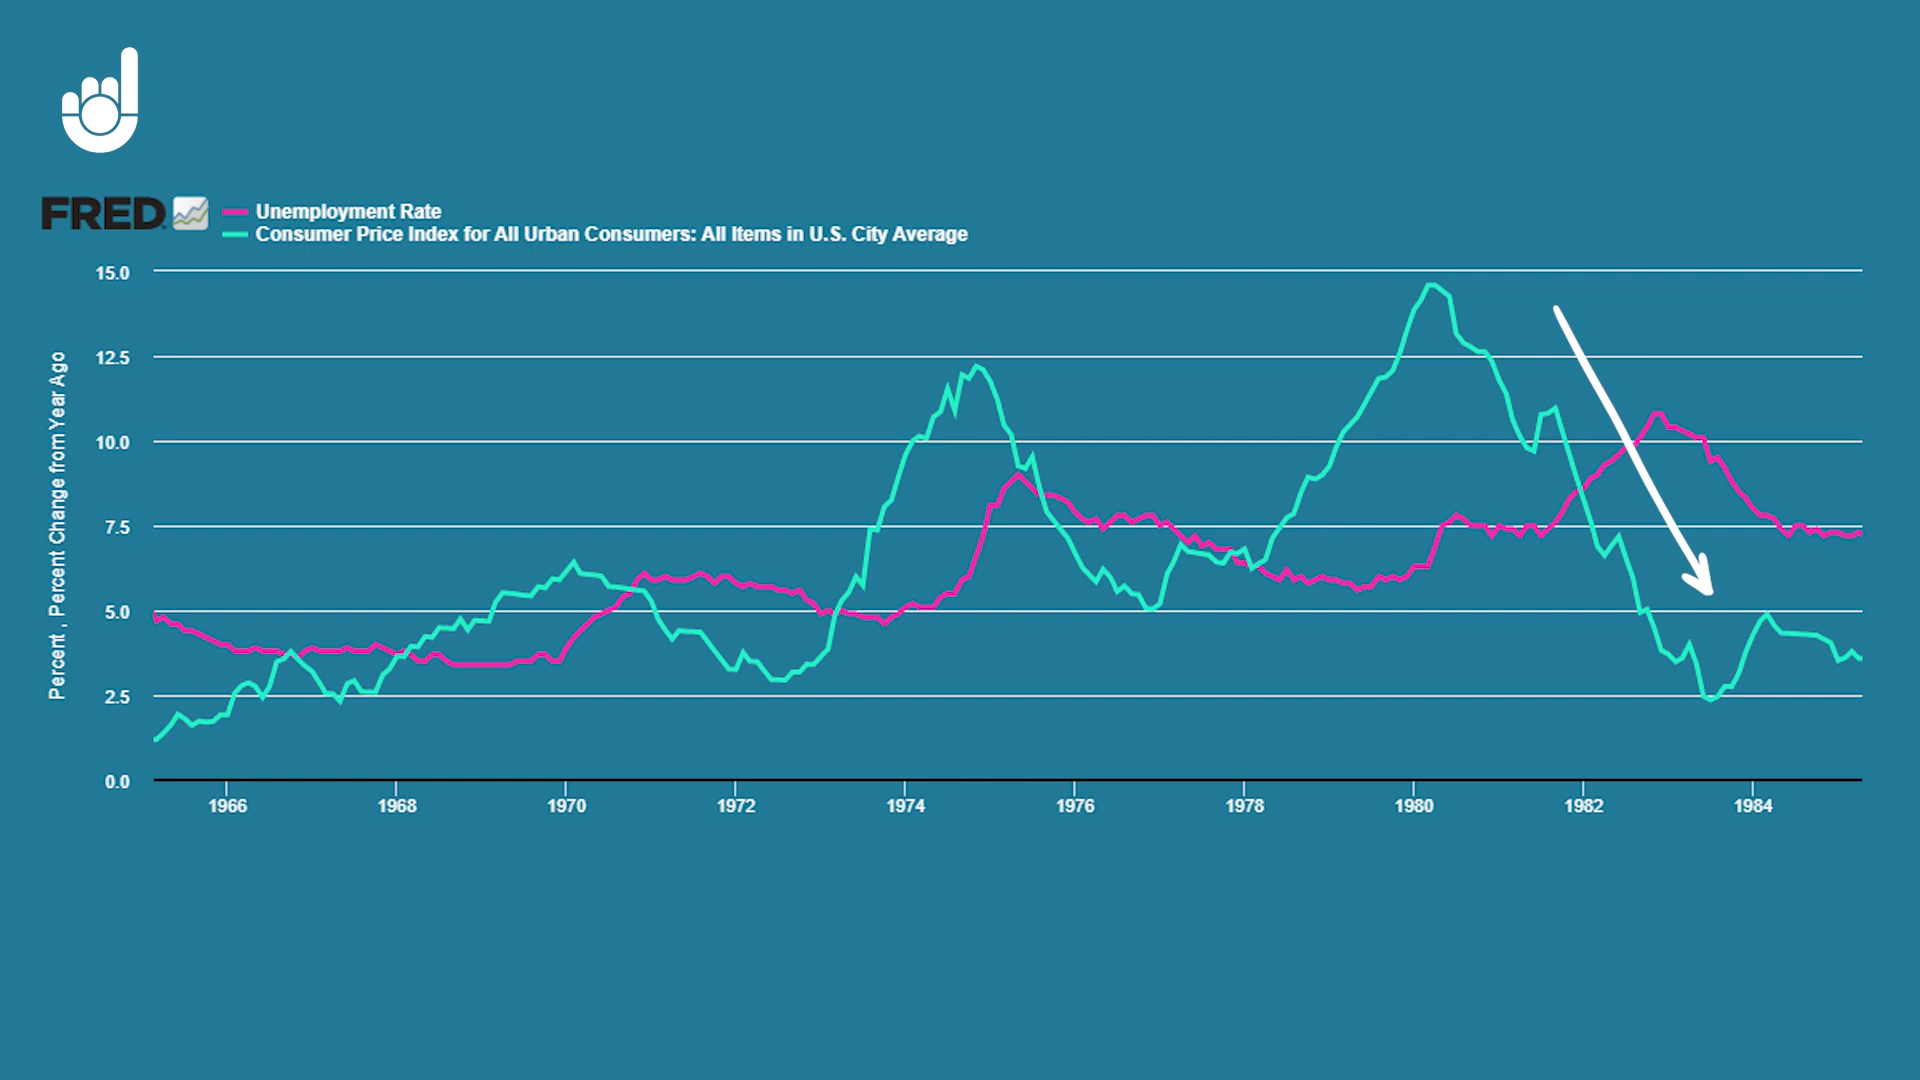 FRED
Unemployment Rate
Consumer Price Index for All Urban Consumers: All Items in U.S. City Average
Percent , Percent Change from Year Ago
15.0
12.5
10.0
7.5
5.0
2.5
0.0
1966 1968 1970 1972 1974 1976 1978 1980 1982 1984